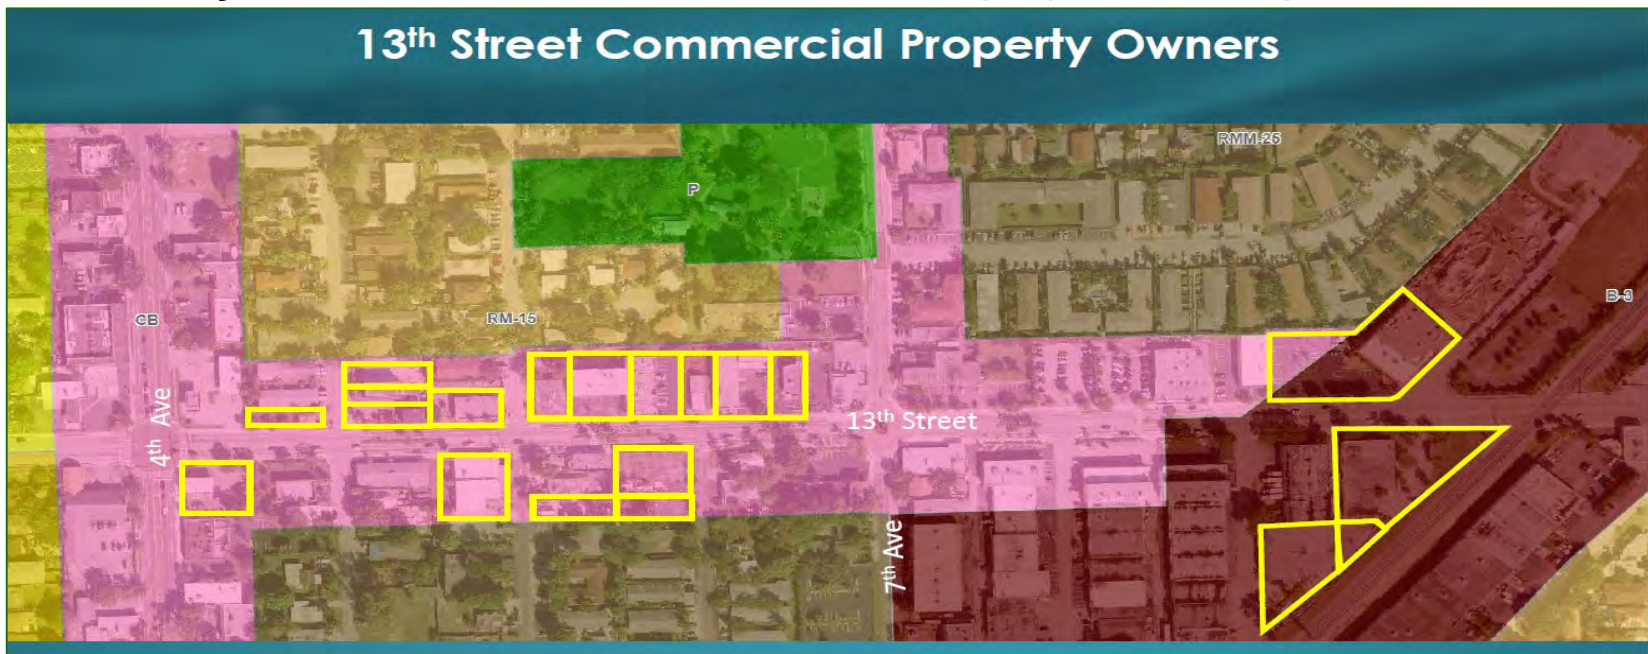 13th Street Commercial Property Owners
RMM-25
P
B-3
CB
RM-15
4th Ave
13th Street
7th Ave